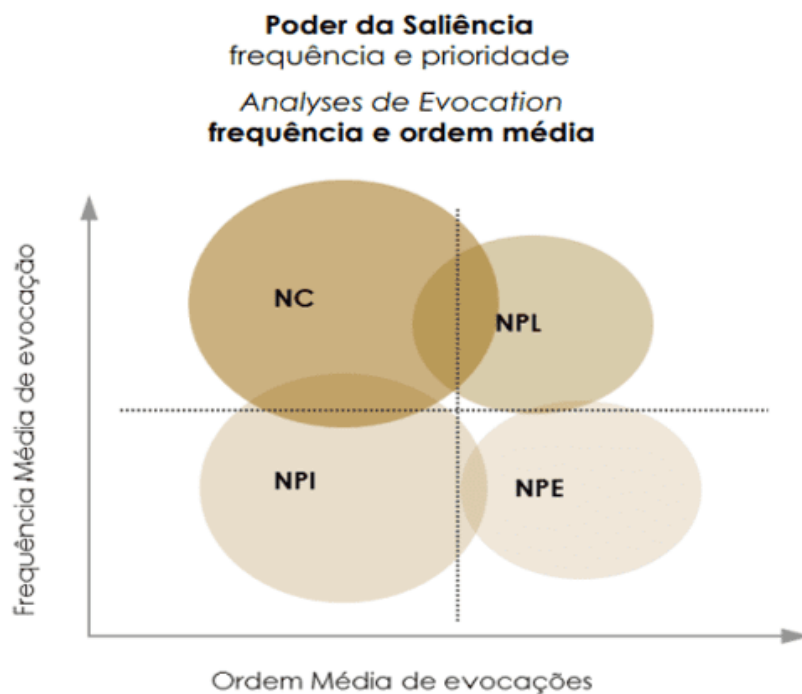 Poder da Saliência
frequência e prioridade
Analyses de Evocation
frequência e ordem média
Frequência Média de evocação
NC
NPL
NPI
NPE
Ordem Média de evocações